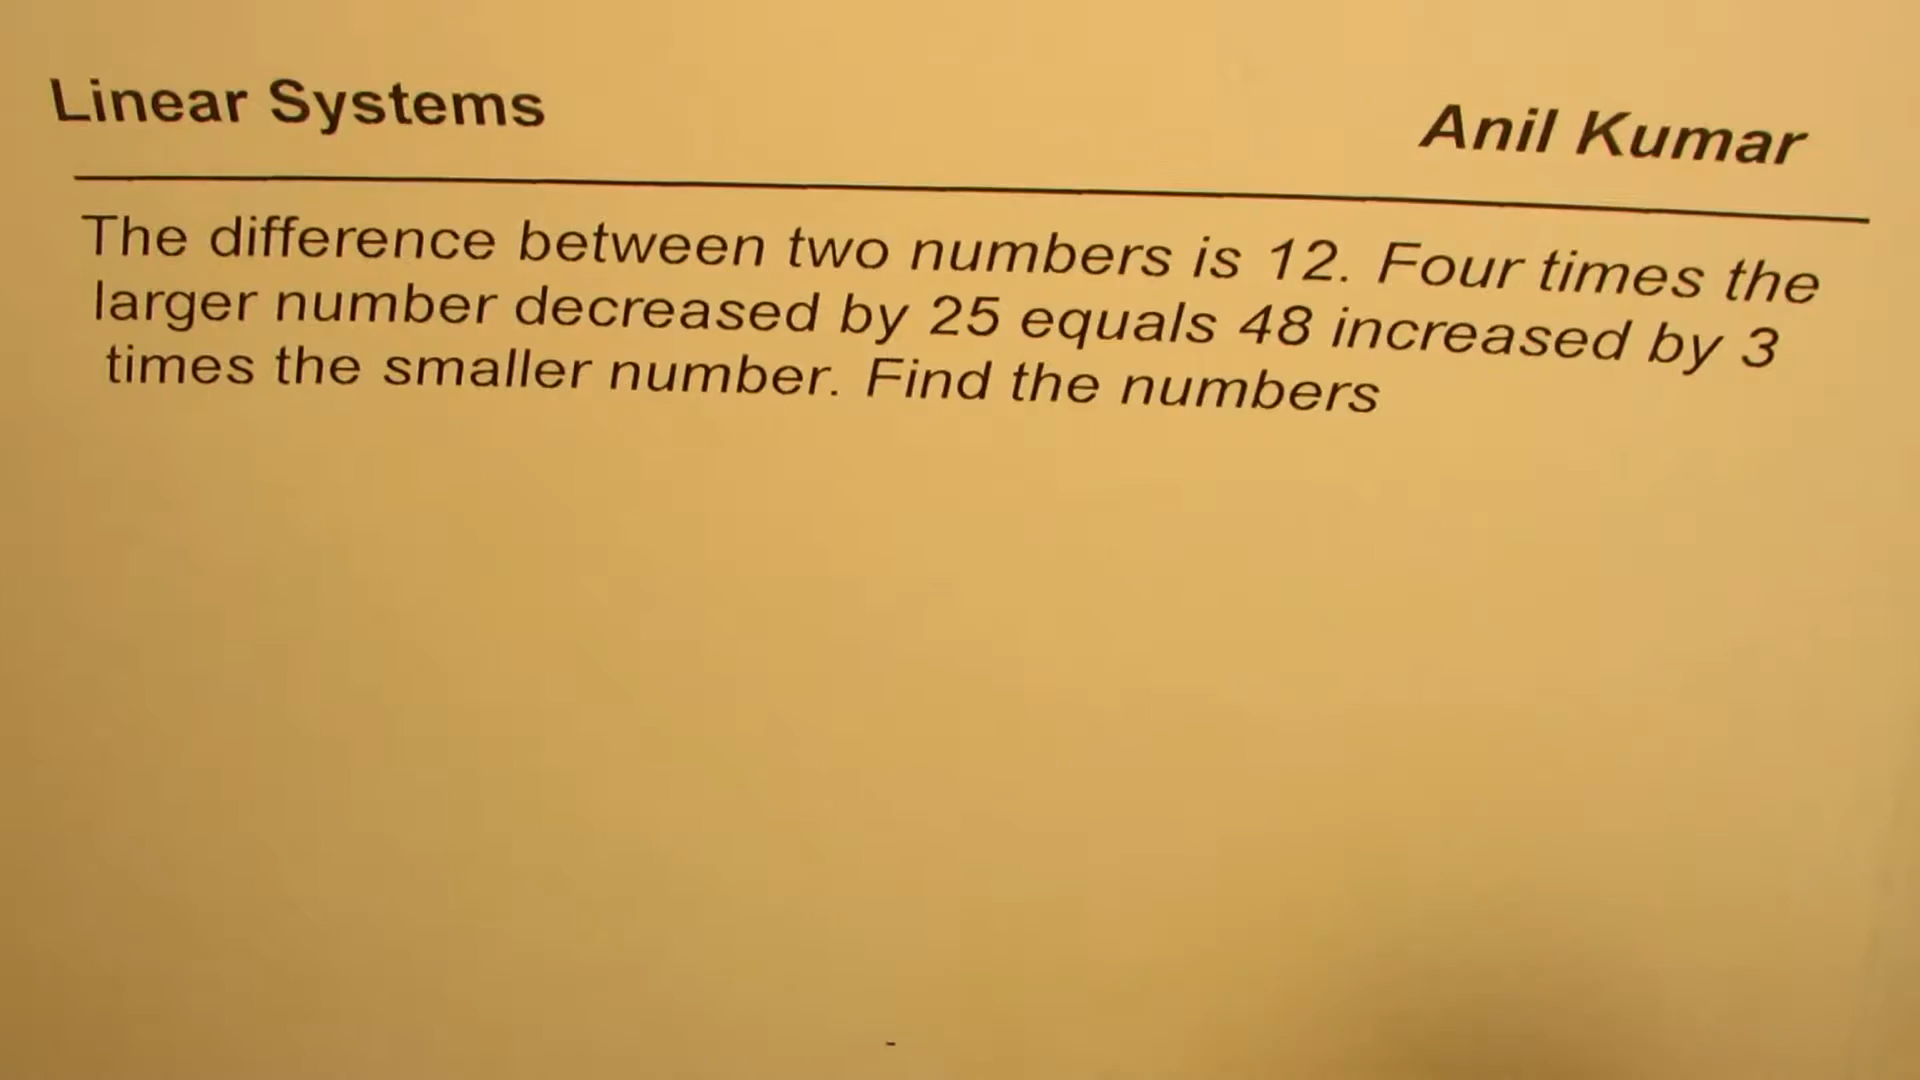 Linear Systems
Anil Kumar
The difference between two numbers is 12. Four times the
larger number decreased by 25 equals 48 increased by 3
times the smaller number. Find the numbers